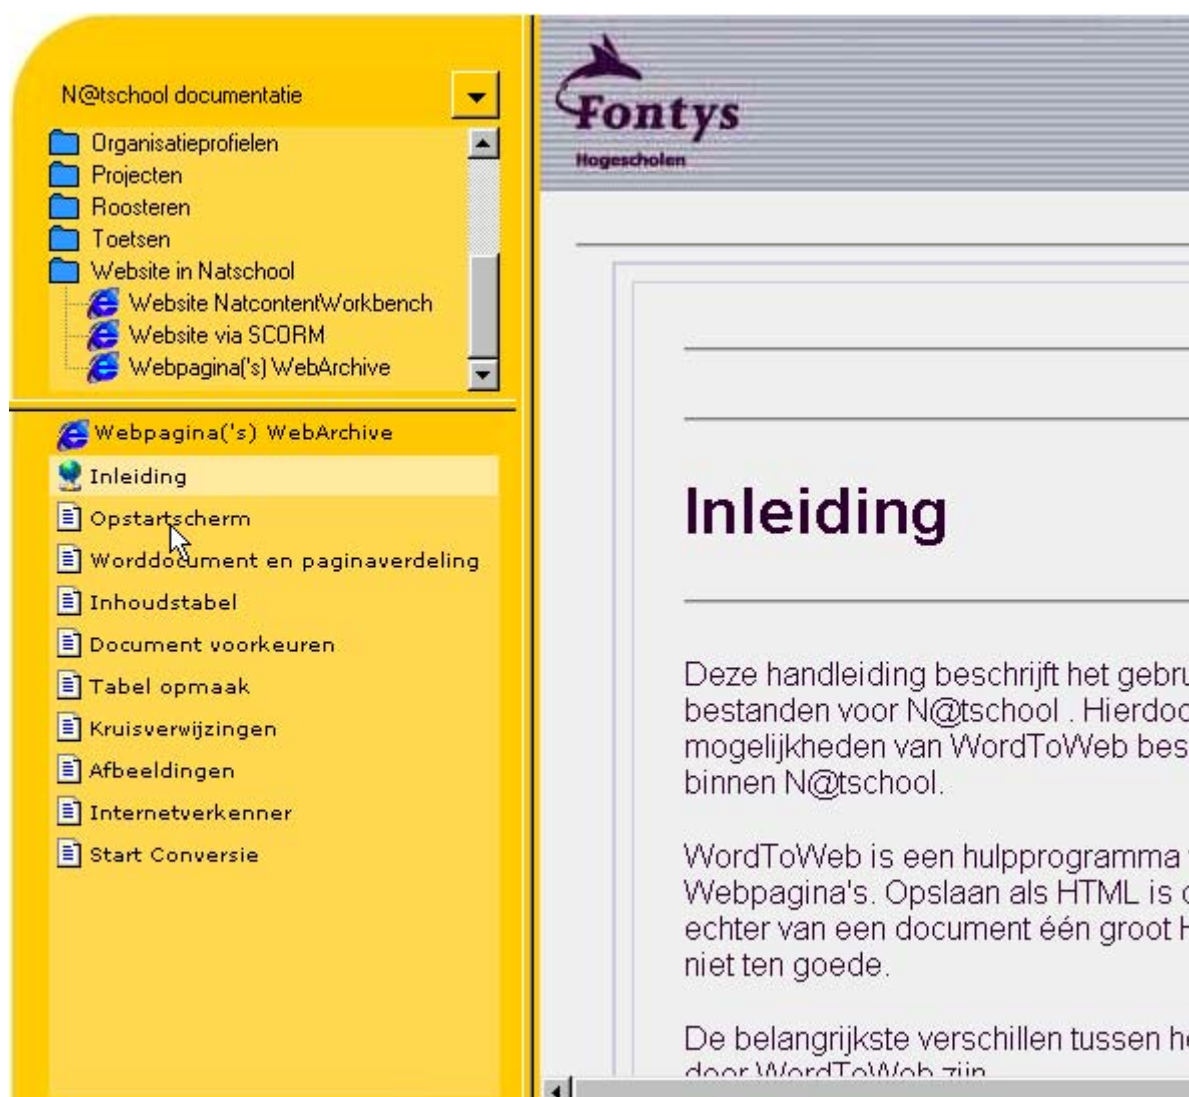 N@tschool documentatie
Organisatieprofielen
Projecten
Roosteren
Toetsen
Website in Natschool
Website NatcontentWorkbench
Website via SCORM
Webpagina('s) WebArchive
Webpagina('s) WebArchive
Inleiding
Opstartscherm
Worddocument en paginaverdeling
Inhoudstabel
Document voorkeuren
Tabel opmaak
Kruisverwijzingen
Afbeeldingen
Internetverkenner
Start Conversie
Fontys
Hogescholen
Inleiding
Deze handleiding beschrijft het
bestanden voor N@tschool .
mogelijkheden van WordToWeb
binnen N@tschool.
WordToWeb is een hulpprogramma
Webpagina's. Opslaan als HTML is
echter van een document één groot
niet ten goede.
De belangrijkste verschillen tussen
door WordToWeb zijn